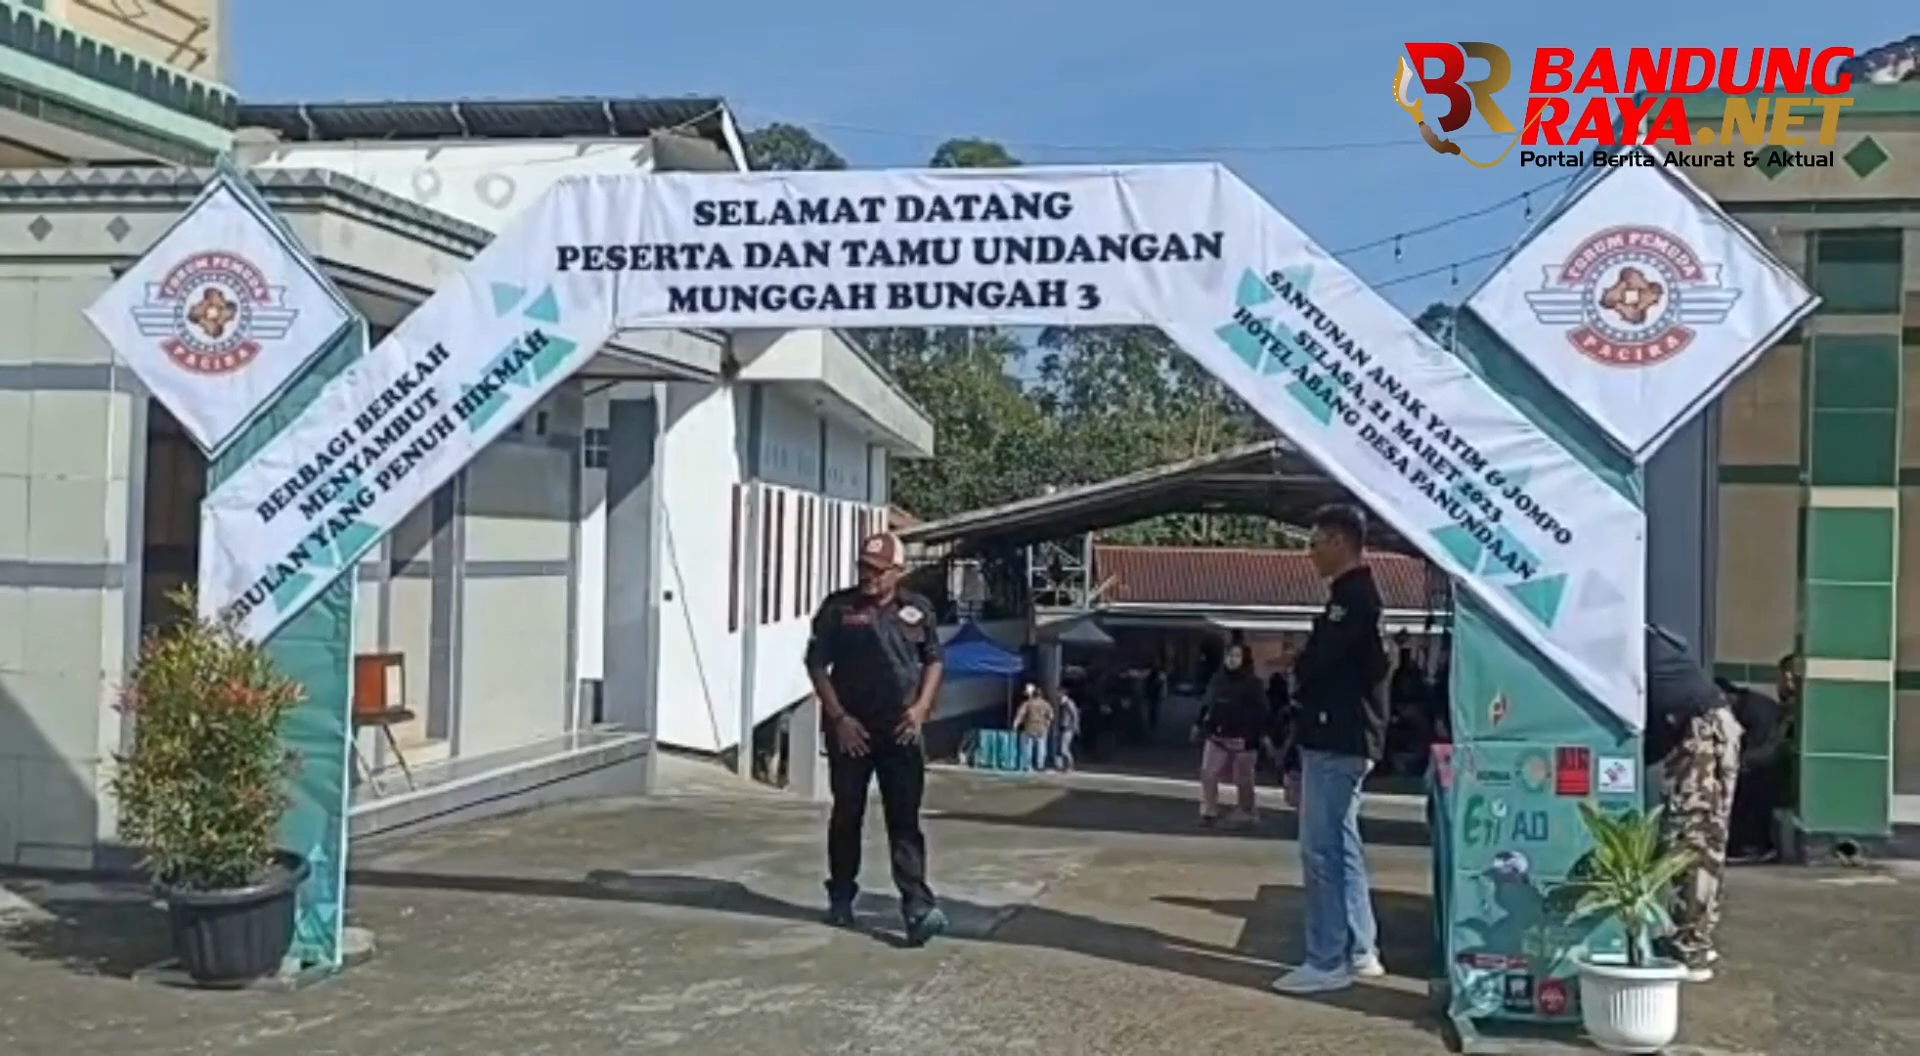 BR BANDUNG
RAYA.NET
Portal Berita Akurat & Aktual
SELAMAT DATANG
PESERTA DAN TAMU UNDANGAN
MUNGGAH BUNGAH 3
FORUM PEMUDA
PACIRA
BERBAGI BERKAH
MENYAMBUT
BULAN YANG PENUH HIKMAH
SANTUNAN ANAK YATIM & JOMPO
SELASA, 21 MARET 2023
HOTEL ABANG DESA PANUNDAAN
FORUM PEMUDA
PACIRA